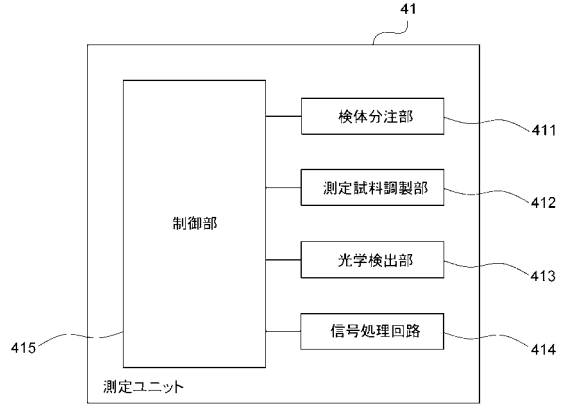 41
検体分注部
411
測定試料調製部
412
制御部
光学検出部
413
信号処理回路
414
415
測定ユニット